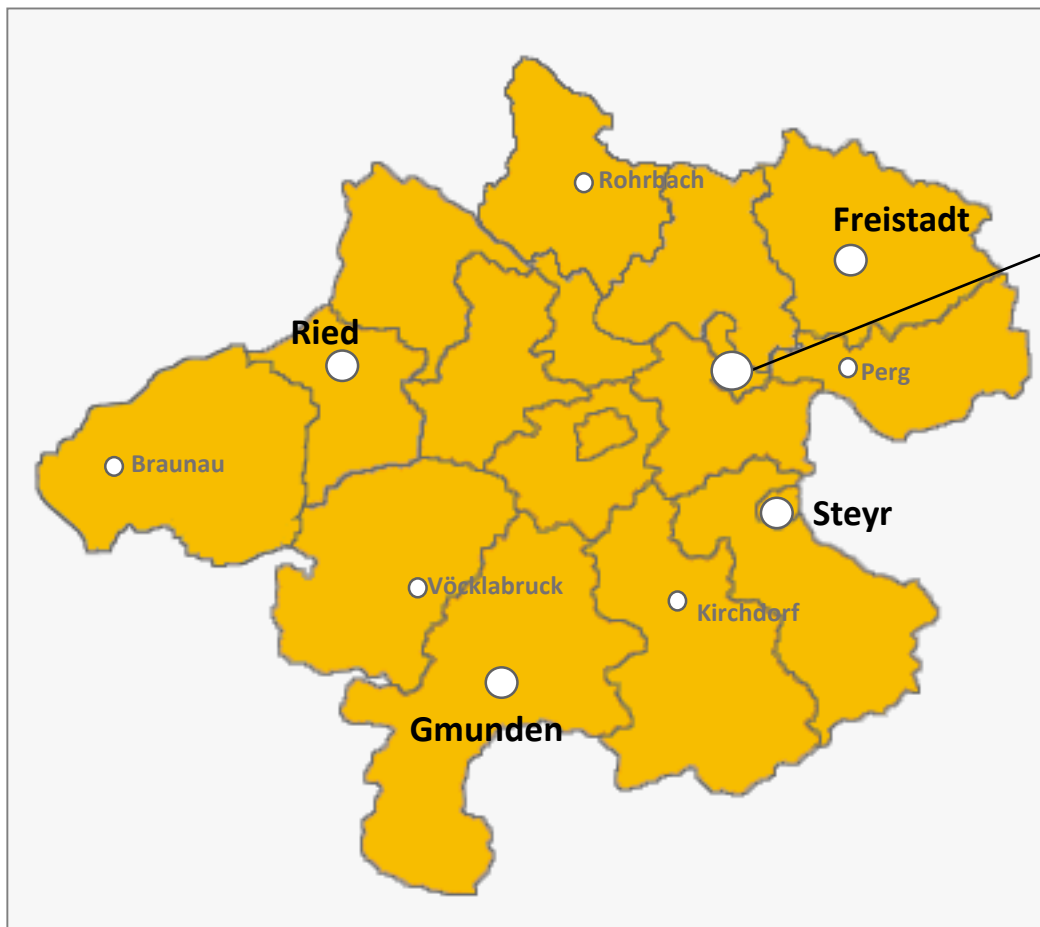 Rohrbach
Freistadt
Ried
Perg
Braunau
Steyr
Vöcklabruck
Kirchdorf
Gmunden